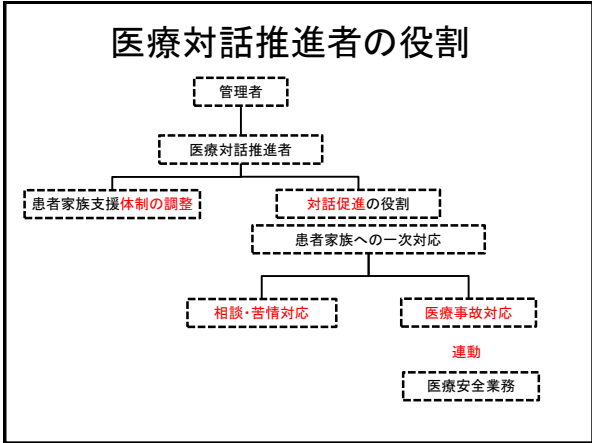 医療対話推進者の役割
管理者
医療対話推進者
患者家族支援体制の調整
対話促進の役割
患者家族への一次対応
相談・苦情対応
医療事故対応
連動
医療安全業務